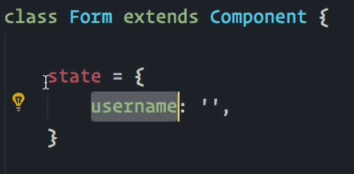 class Form extends Component {
state = {
username: '',
}